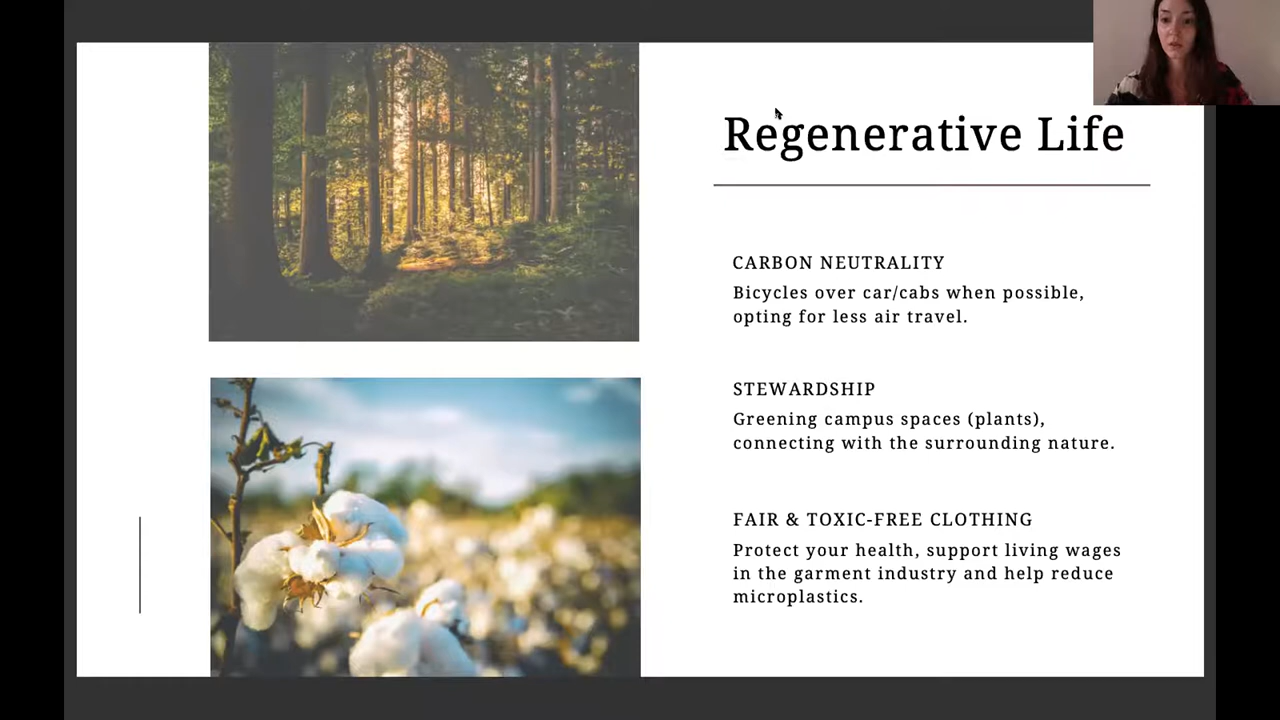 Regenerative Life
CARBON NEUTRALITY
Bicycles over car/cabs when possible,
opting for less air travel.
STEWARDSHIP
Greening campus spaces (plants),
connecting with the surrounding nature.
FAIR & TOXIC-FREE CLOTHING
Protect your health, support living wages
in the garment industry and help reduce
microplastics.